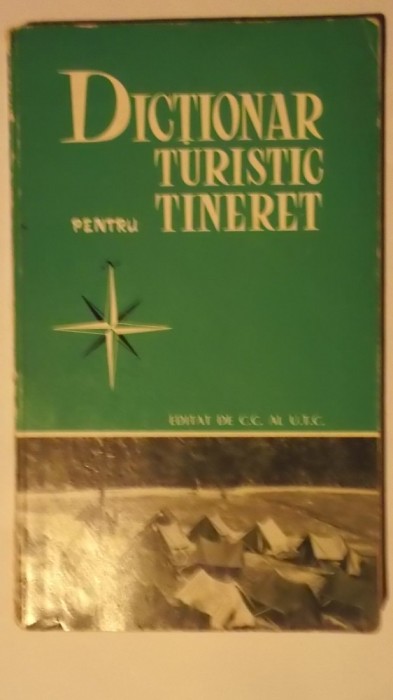 DICȚIONAR
TURISTIC
PENTRU TINERET
EDITAT DE C.C. AL U.T.C.